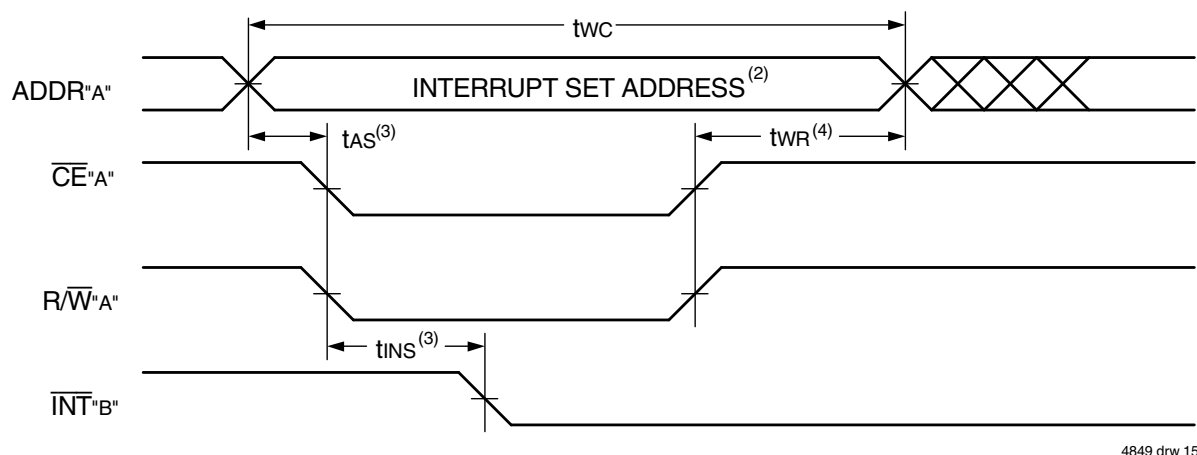 tWC
ADDR"A"
INTERRUPT SET ADDRESS(2)
tAS(3)
tWR(4)
CE"A"
R/W"A"
tINS(3)
INT"B"
4849 drw 15